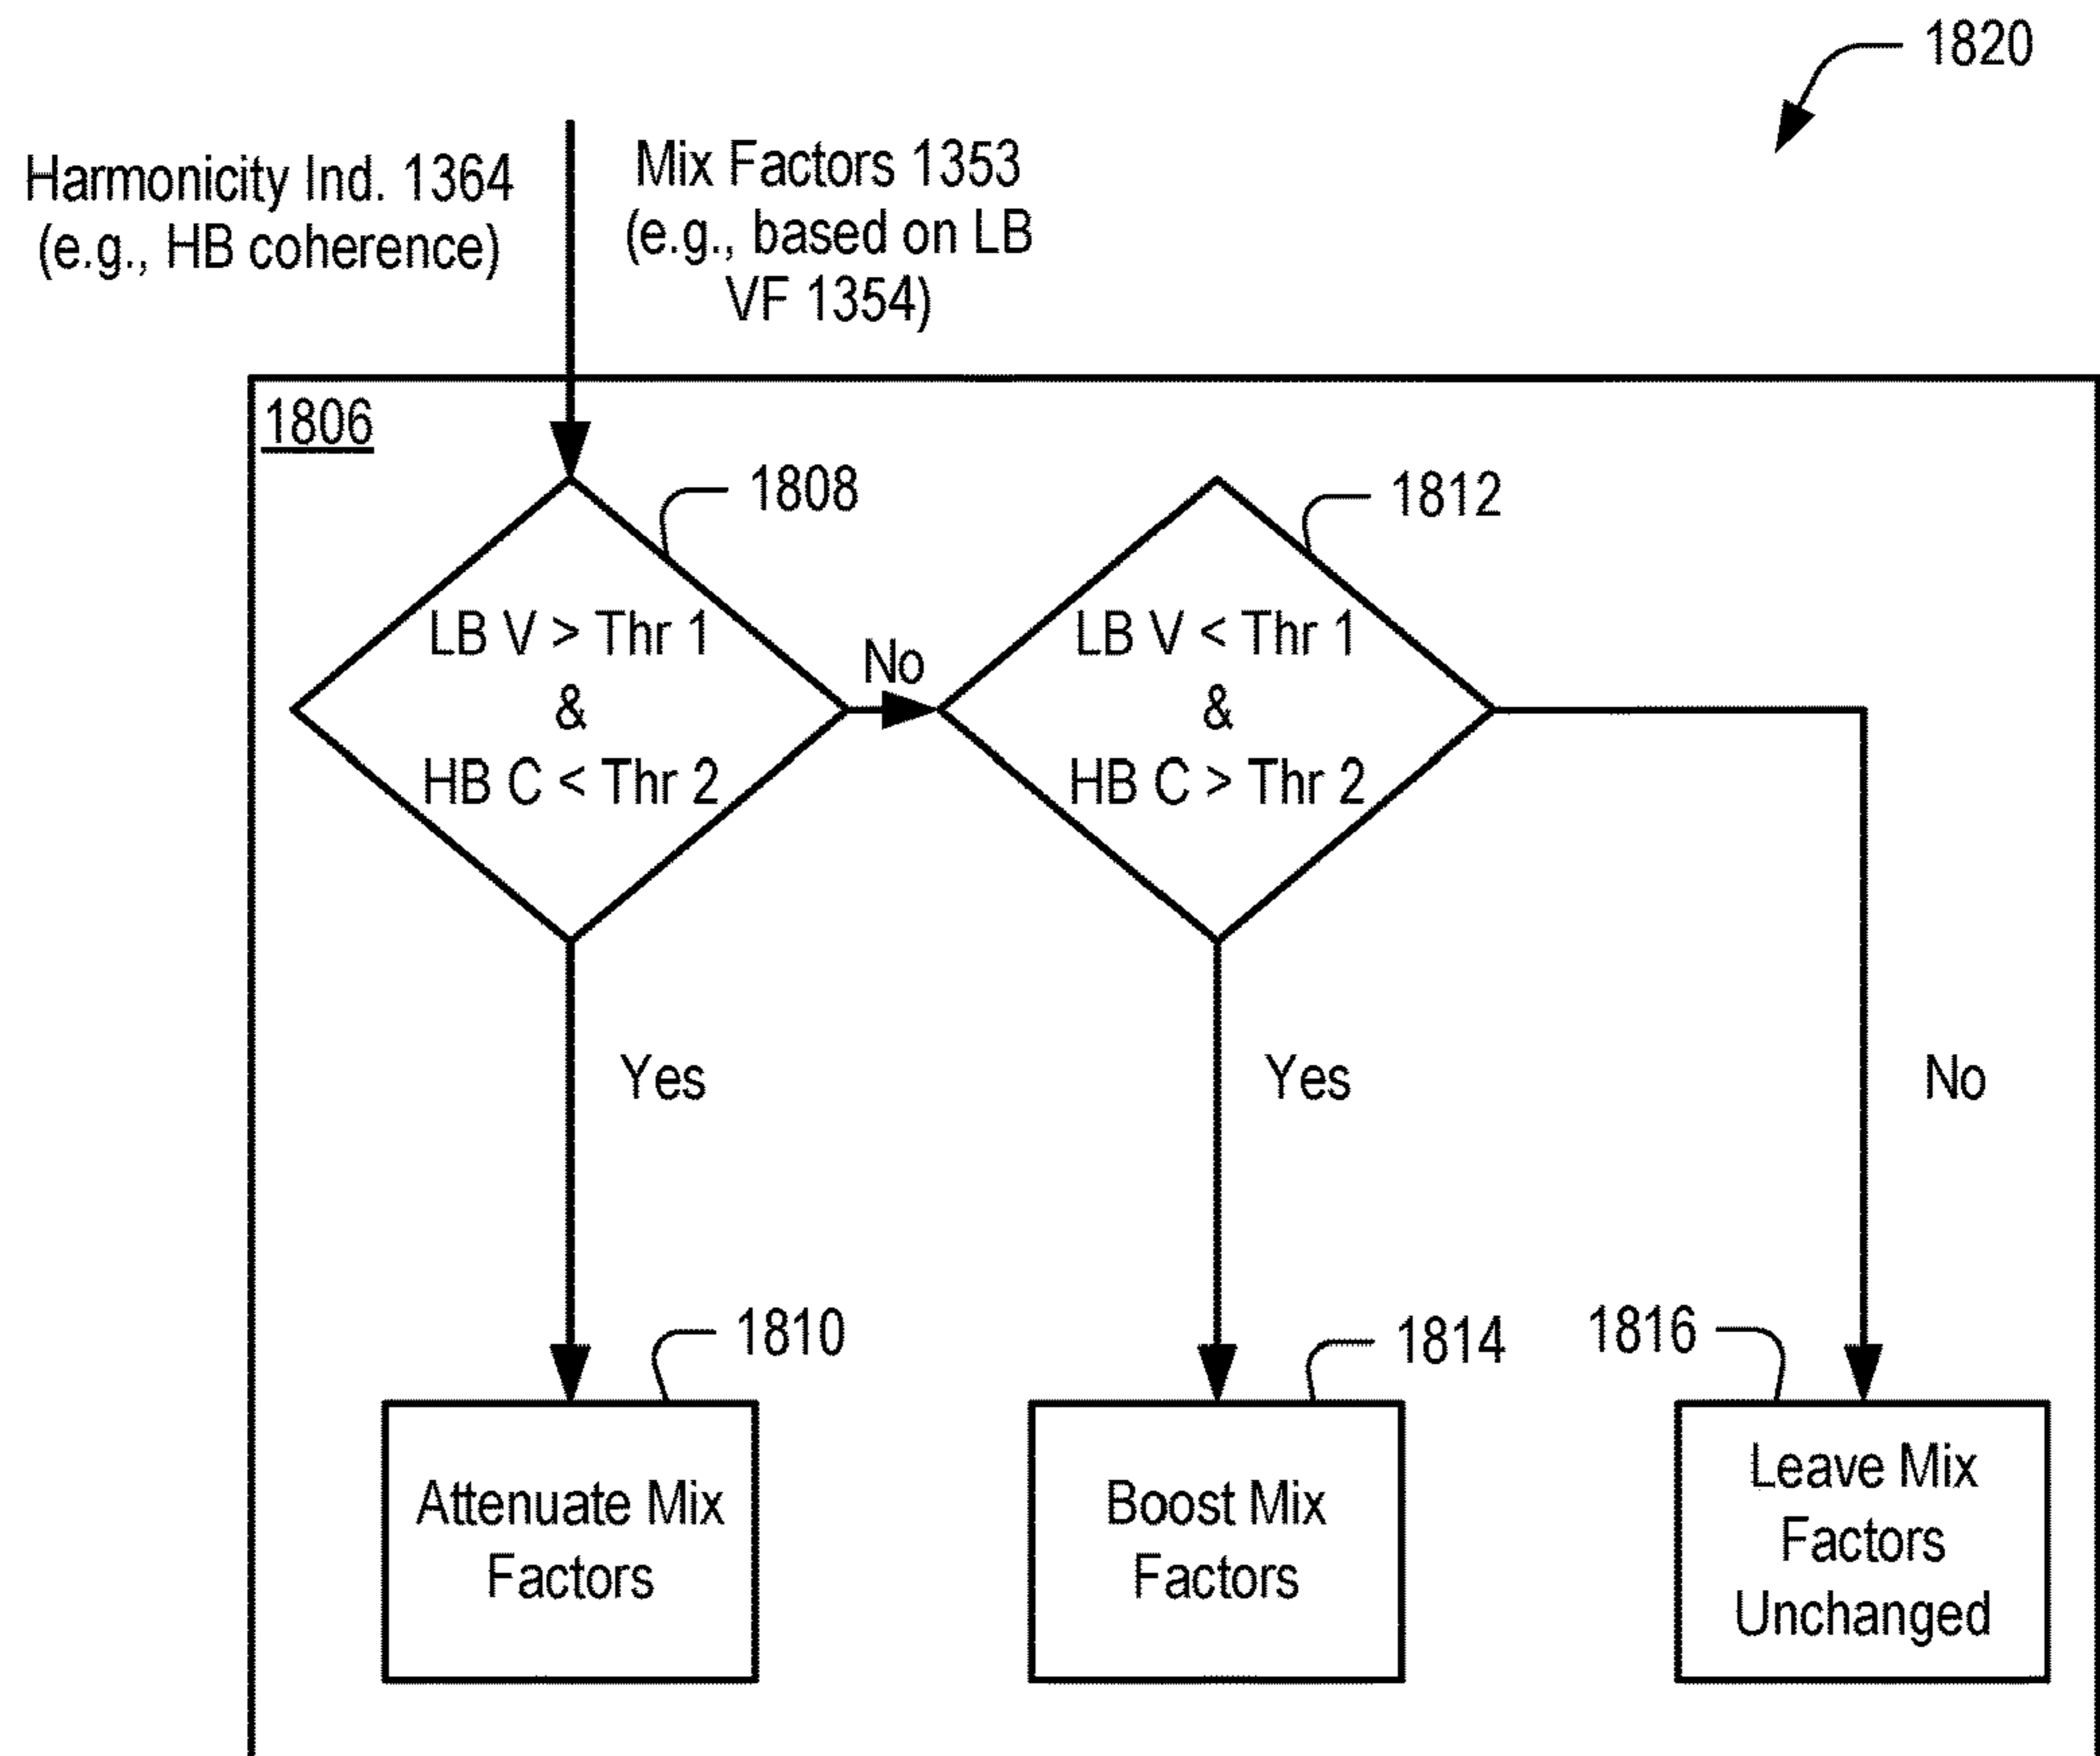 1820
Harmonicity Ind. 1364
(e.g., HB coherence)
Mix Factors 1353
(e.g., based on LB
VF 1354)
1806
1808
1812
LB V > Thr 1
&
HB C < Thr 2
No
LB V < Thr 1
&
HB C > Thr 2
Yes
Yes
No
1810
1814
1816
Attenuate Mix
Factors
Boost Mix
Factors
Leave Mix
Factors
Unchanged